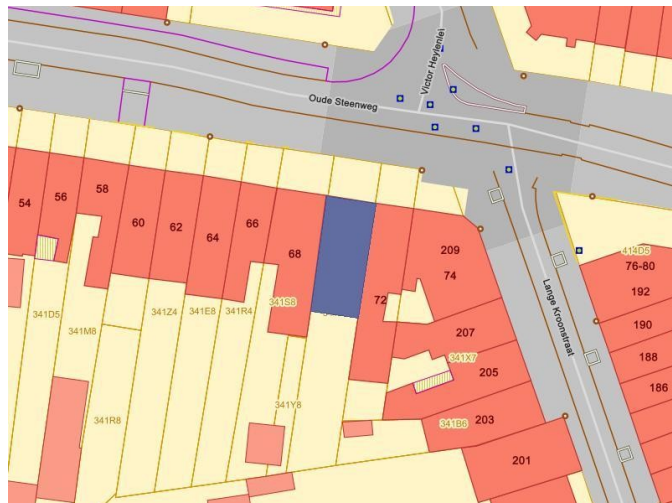 Victor Heylenlei
Oude Steenweg
54
56
58
60
62
64
66
68
72
209
74
414D5
76-80
192
190
188
186
Lange Kroonstraat
207
341X7
205
341B6
203
201
341D5
341M8
341Z4
341E8
341R4
341S8
341Y8
341R8